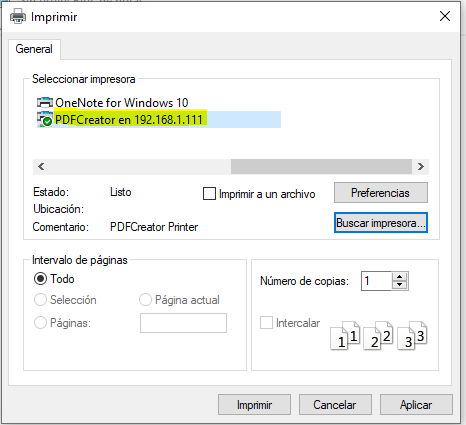 Imprimir
General
Seleccionar impresora
OneNote for Windows 10
PDFCreator en 192.168.1.111
Estado: Listo
Imprimir a un archivo
Preferencias
Ubicación:
Comentario: PDFCreator Printer
Buscar impresora...
Intervalo de páginas
Todo
Selección
Página actual
Páginas:
Número de copias: 1
Intercalar
1 1 2 2 3 3
Imprimir
Cancelar
Aplicar